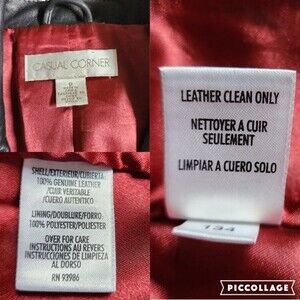 CASUAL CORNER
LEATHER CLEAN ONLY
NETTOYER A CUIR
SEULEMENT
LIMPIAR A CUERO SOLO
134
SHELL/EXTERIEUR/CUBIERTA
100% GENUINE LEATHER
/CUIR VERITABLE
/CUERO AUTENTICO
LINING/DOUBLURE/FORRO:
100% POLYESTER/POLIESTER
OVER FOR CARE
INSTRUCTIONS AU REVERS
INSTRUCCIONES DE LIMPIEZA
AL DORSO
RN 93986
PICCOLLAGE